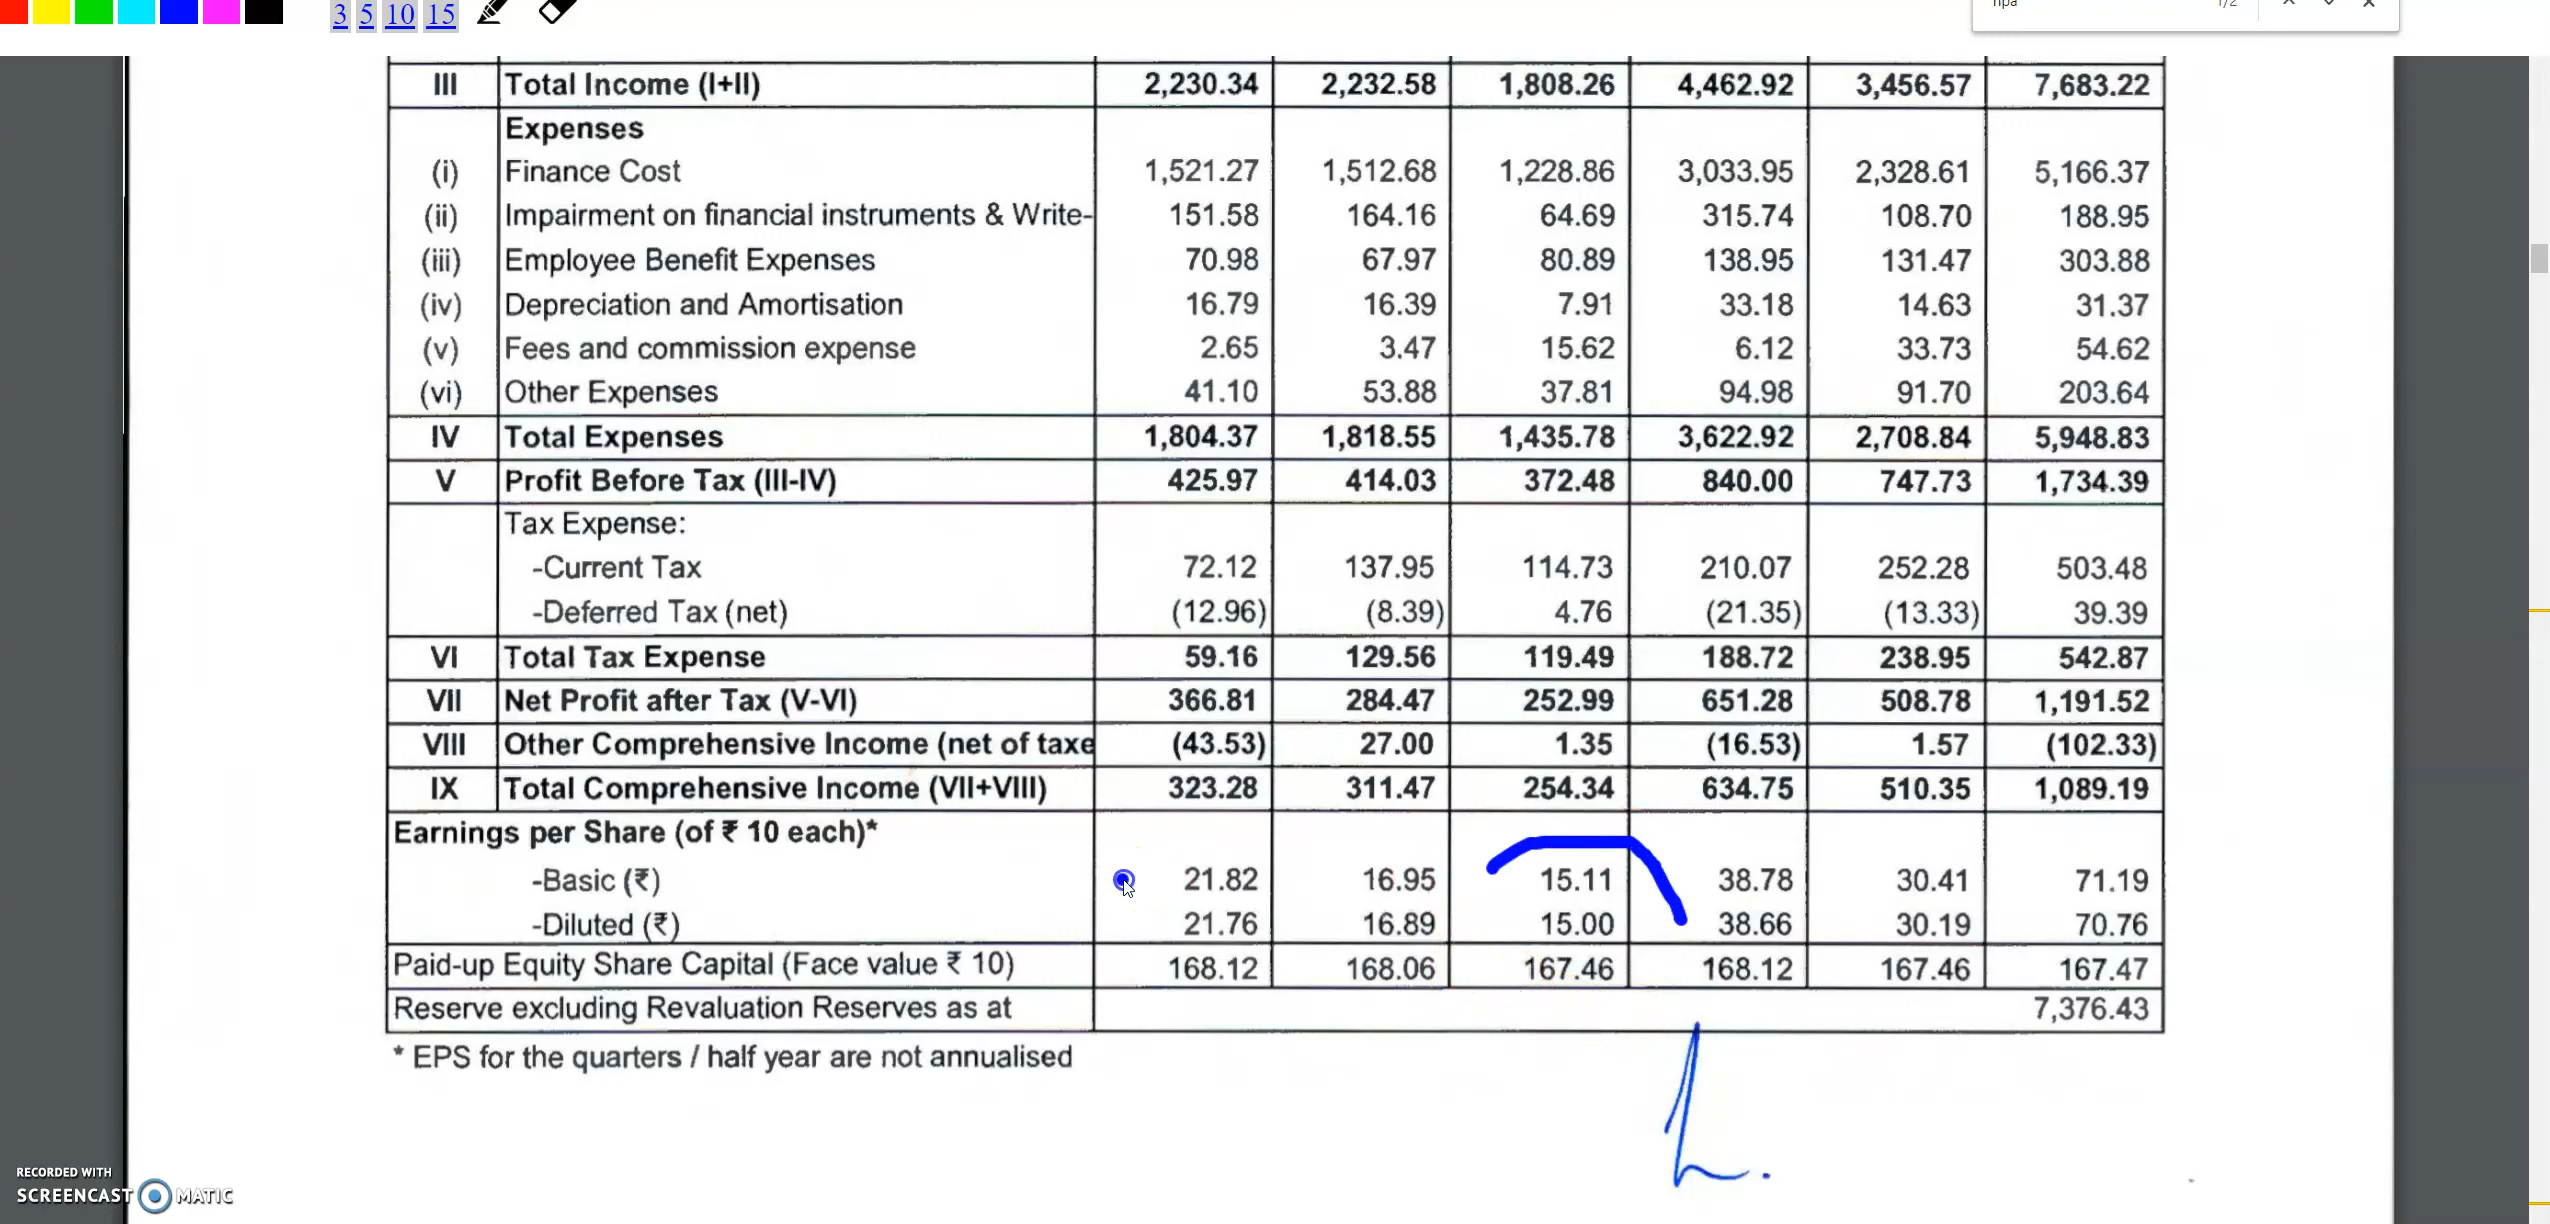 3 5 10 15
npa 1/2
III Total Income (I+II) 2,230.34 2,232.58 1,808.26 4,462.92 3,456.57 7,683.22
Expenses
(i) Finance Cost 1,521.27 1,512.68 1,228.86 3,033.95 2,328.61 5,166.37
(ii) Impairment on financial instruments & Write- 151.58 164.16 64.69 315.74 108.70 188.95
(iii) Employee Benefit Expenses 70.98 67.97 80.89 138.95 131.47 303.88
(iv) Depreciation and Amortisation 16.79 16.39 7.91 33.18 14.63 31.37
(v) Fees and commission expense 2.65 3.47 15.62 6.12 33.73 54.62
(vi) Other Expenses 41.10 53.88 37.81 94.98 91.70 203.64
IV Total Expenses 1,804.37 1,818.55 1,435.78 3,622.92 2,708.84 5,948.83
V Profit Before Tax (III-IV) 425.97 414.03 372.48 840.00 747.73 1,734.39
Tax Expense:
-Current Tax 72.12 137.95 114.73 210.07 252.28 503.48
-Deferred Tax (net) (12.96) (8.39) 4.76 (21.35) (13.33) 39.39
VI Total Tax Expense 59.16 129.56 119.49 188.72 238.95 542.87
VII Net Profit after Tax (V-VI) 366.81 284.47 252.99 651.28 508.78 1,191.52
VIII Other Comprehensive Income (net of taxe (43.53) 27.00 1.35 (16.53) 1.57 (102.33)
IX Total Comprehensive Income (VII+VIII) 323.28 311.47 254.34 634.75 510.35 1,089.19
Earnings per Share (of ₹ 10 each)*
-Basic (₹) 21.82 16.95 15.11 38.78 30.41 71.19
-Diluted (₹) 21.76 16.89 15.00 38.66 30.19 70.76
Paid-up Equity Share Capital (Face value ₹ 10) 168.12 168.06 167.46 168.12 167.46 167.47
Reserve excluding Revaluation Reserves as at 7,376.43
* EPS for the quarters / half year are not annualised
RECORDED WITH
SCREENCAST MATIC